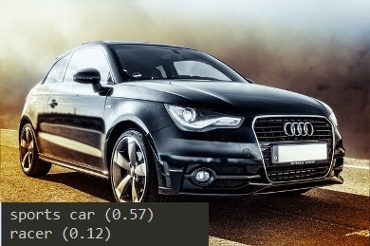 sports car (0.57)
racer (0.12)